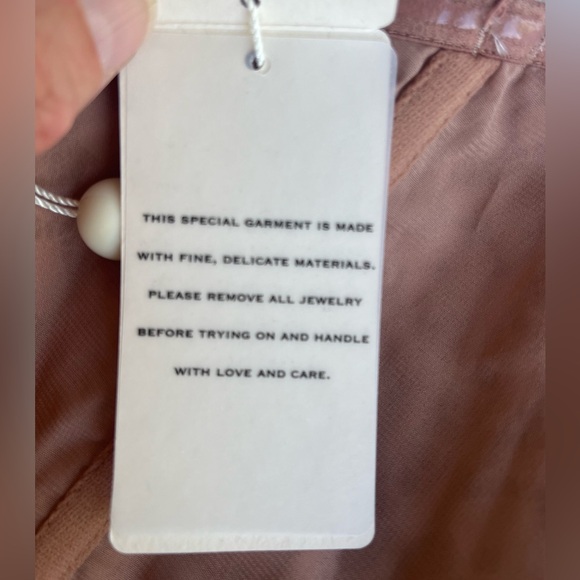 THIS SPECIAL GARMENT IS MADE
WITH FINE, DELICATE MATERIALS.
PLEASE REMOVE ALL JEWELRY
BEFORE TRYING ON AND HANDLE
WITH LOVE AND CARE.